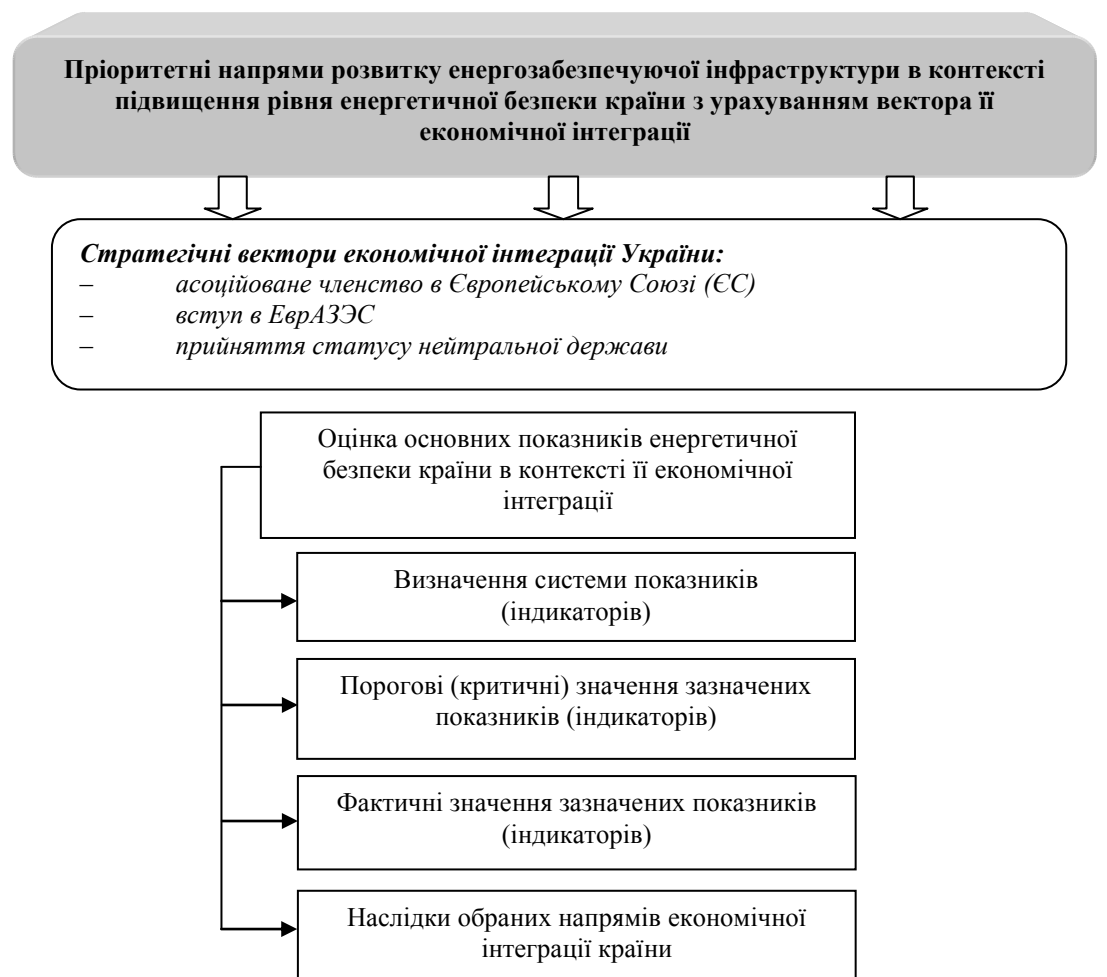 Пріоритетні напрями розвитку енергозабезпечуючої інфраструктури в контексті
підвищення рівня енергетичної безпеки країни з урахуванням вектора її
економічної інтеграції
Стратегічні вектори економічної інтеграції України:
– асоційоване членство в Європейському Союзі (ЄС)
– вступ в ЕврАЗЭС
– прийняття статусу нейтральної держави
Оцінка основних показників енергетичної
безпеки країни в контексті її економічної
інтеграції
Визначення системи показників
(індикаторів)
Порогові (критичні) значення зазначених
показників (індикаторів)
Фактичні значення зазначених показників
(індикаторів)
Наслідки обраних напрямів економічної
інтеграції країни